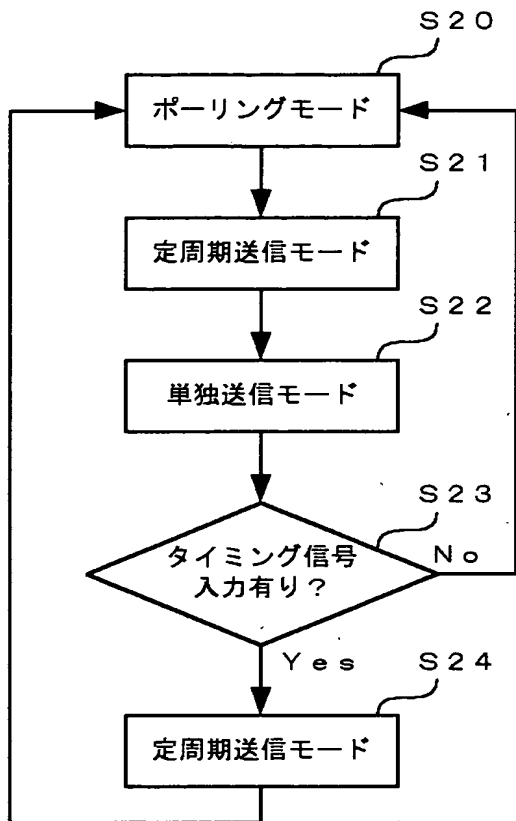 S20
ポーリングモード
S21
定周期送信モード
S22
単独送信モード
S23
タイミング信号
入力有り?
No
Yes
S24
定周期送信モード